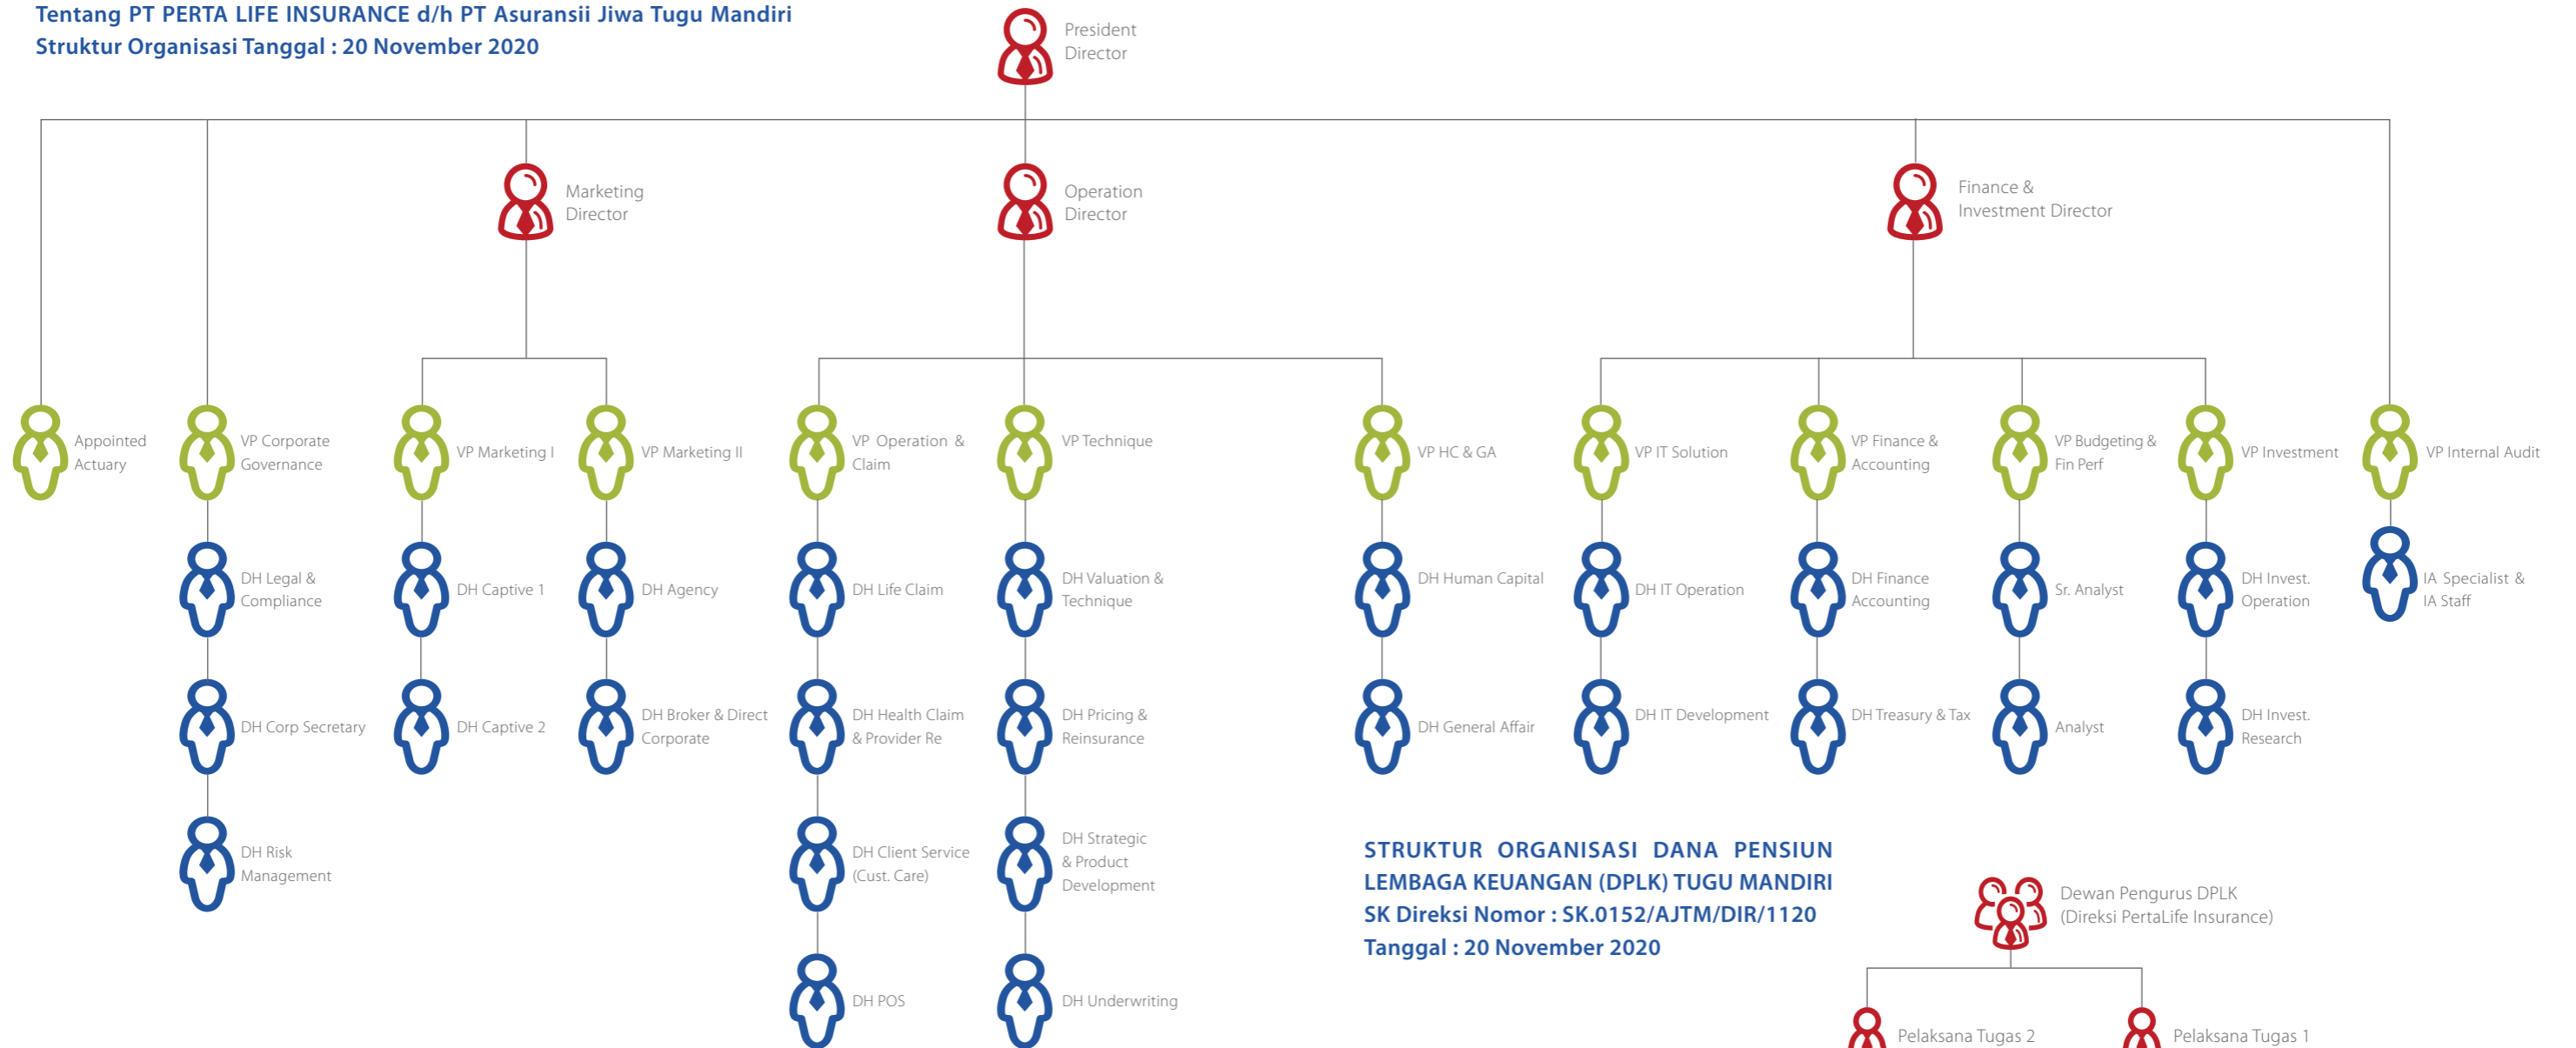 Tentang PT PERTA LIFE INSURANCE d/h PT Asuransii Jiwa Tugu Mandiri
Struktur Organisasi Tanggal : 20 November 2020
President
Director
Marketing
Director
Operation
Director
Finance &
Investment Director
Appointed
Actuary
VP Corporate
Governance
VP Marketing I
VP Marketing II
VP Operation &
Claim
VP Technique
VP HC & GA
VP IT Solution
VP Finance &
Accounting
VP Budgeting &
Fin Perf
VP Investment
VP Internal Audit
DH Legal &
Compliance
DH Captive 1
DH Agency
DH Life Claim
DH Valuation &
Technique
DH Human Capital
DH IT Operation
DH Finance
Accounting
Sr. Analyst
DH Invest.
Operation
IA Specialist &
IA Staff
DH Corp Secretary
DH Captive 2
DH Broker & Direct
Corporate
DH Health Claim
& Provider Re
DH Pricing &
Reinsurance
DH General Affair
DH IT Development
DH Treasury & Tax
Analyst
DH Invest.
Research
DH Risk
Management
DH Client Service
(Cust. Care)
DH Strategic
& Product
Development
DH POS
DH Underwriting
STRUKTUR ORGANISASI DANA PENSIUN
LEMBAGA KEUANGAN (DPLK) TUGU MANDIRI
SK Direksi Nomor : SK.0152/AJTM/DIR/1120
Tanggal : 20 November 2020
Dewan Pengurus DPLK
(Direksi PertaLife Insurance)
Pelaksana Tugas 2
Pelaksana Tugas 1